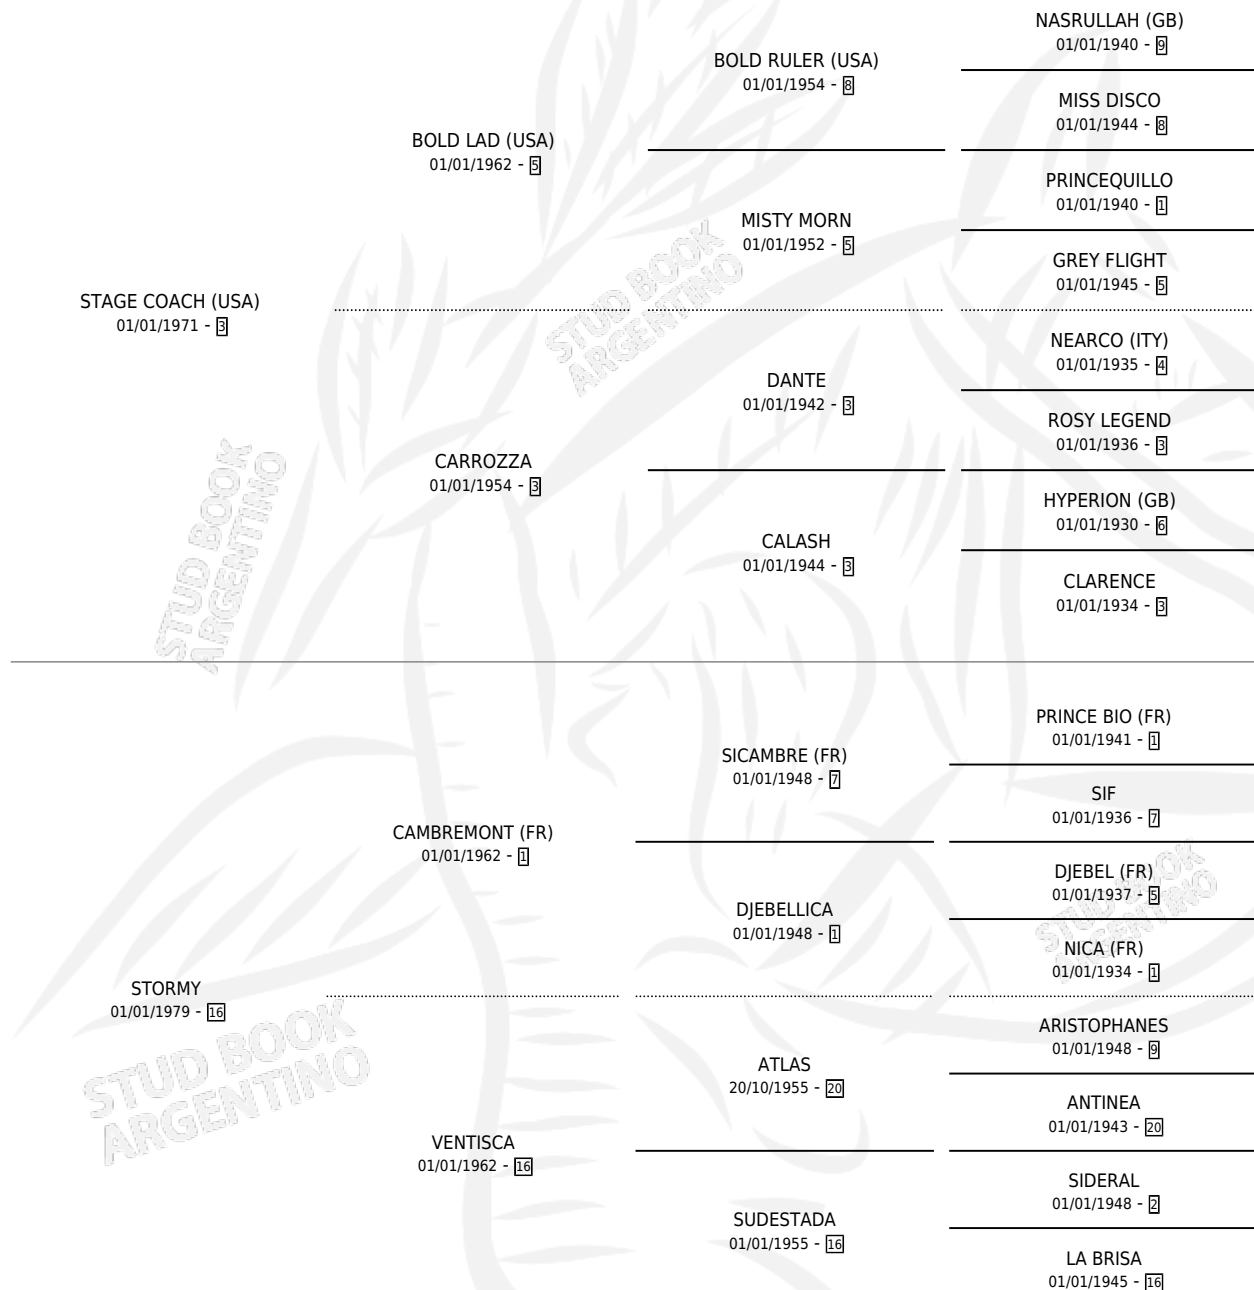 NASRULLAH (GB)
01/01/1940 - 9
BOLD RULER (USA)
01/01/1954 - 8
MISS DISCO
01/01/1944 - 8
BOLD LAD (USA)
01/01/1962 - 5
PRINCEQUILLO
01/01/1940 - 1
MISTY MORN
01/01/1952 - 5
GREY FLIGHT
01/01/1945 - 5
STAGE COACH (USA)
01/01/1971 - 3
NEARCO (ITY)
01/01/1935 - 4
DANTE
01/01/1942 - 3
ROSY LEGEND
01/01/1936 - 3
CARROZZA
01/01/1954 - 3
HYPERION (GB)
01/01/1930 - 6
CALASH
01/01/1944 - 3
CLARENCE
01/01/1934 - 3
PRINCE BIO (FR)
01/01/1941 - 1
SICAMBRE (FR)
01/01/1948 - 7
SIF
01/01/1936 - 7
CAMBREMONT (FR)
01/01/1962 - 1
DJEBEL (FR)
01/01/1937 - 5
DJEBELLICA
01/01/1948 - 1
NICA (FR)
01/01/1934 - 1
STORMY
01/01/1979 - 16
ARISTOPHANES
01/01/1948 - 9
ATLAS
20/10/1955 - 20
ANTINEA
01/01/1943 - 20
VENTISCA
01/01/1962 - 16
SIDERAL
01/01/1948 - 2
SUDESTADA
01/01/1955 - 16
LA BRISA
01/01/1945 - 16
STUD BOOK
ARGENTINO
STUD BOOK
ARGENTINO
STUD BOOK
ARGENTINO
STUD BOOK
ARGENTINO